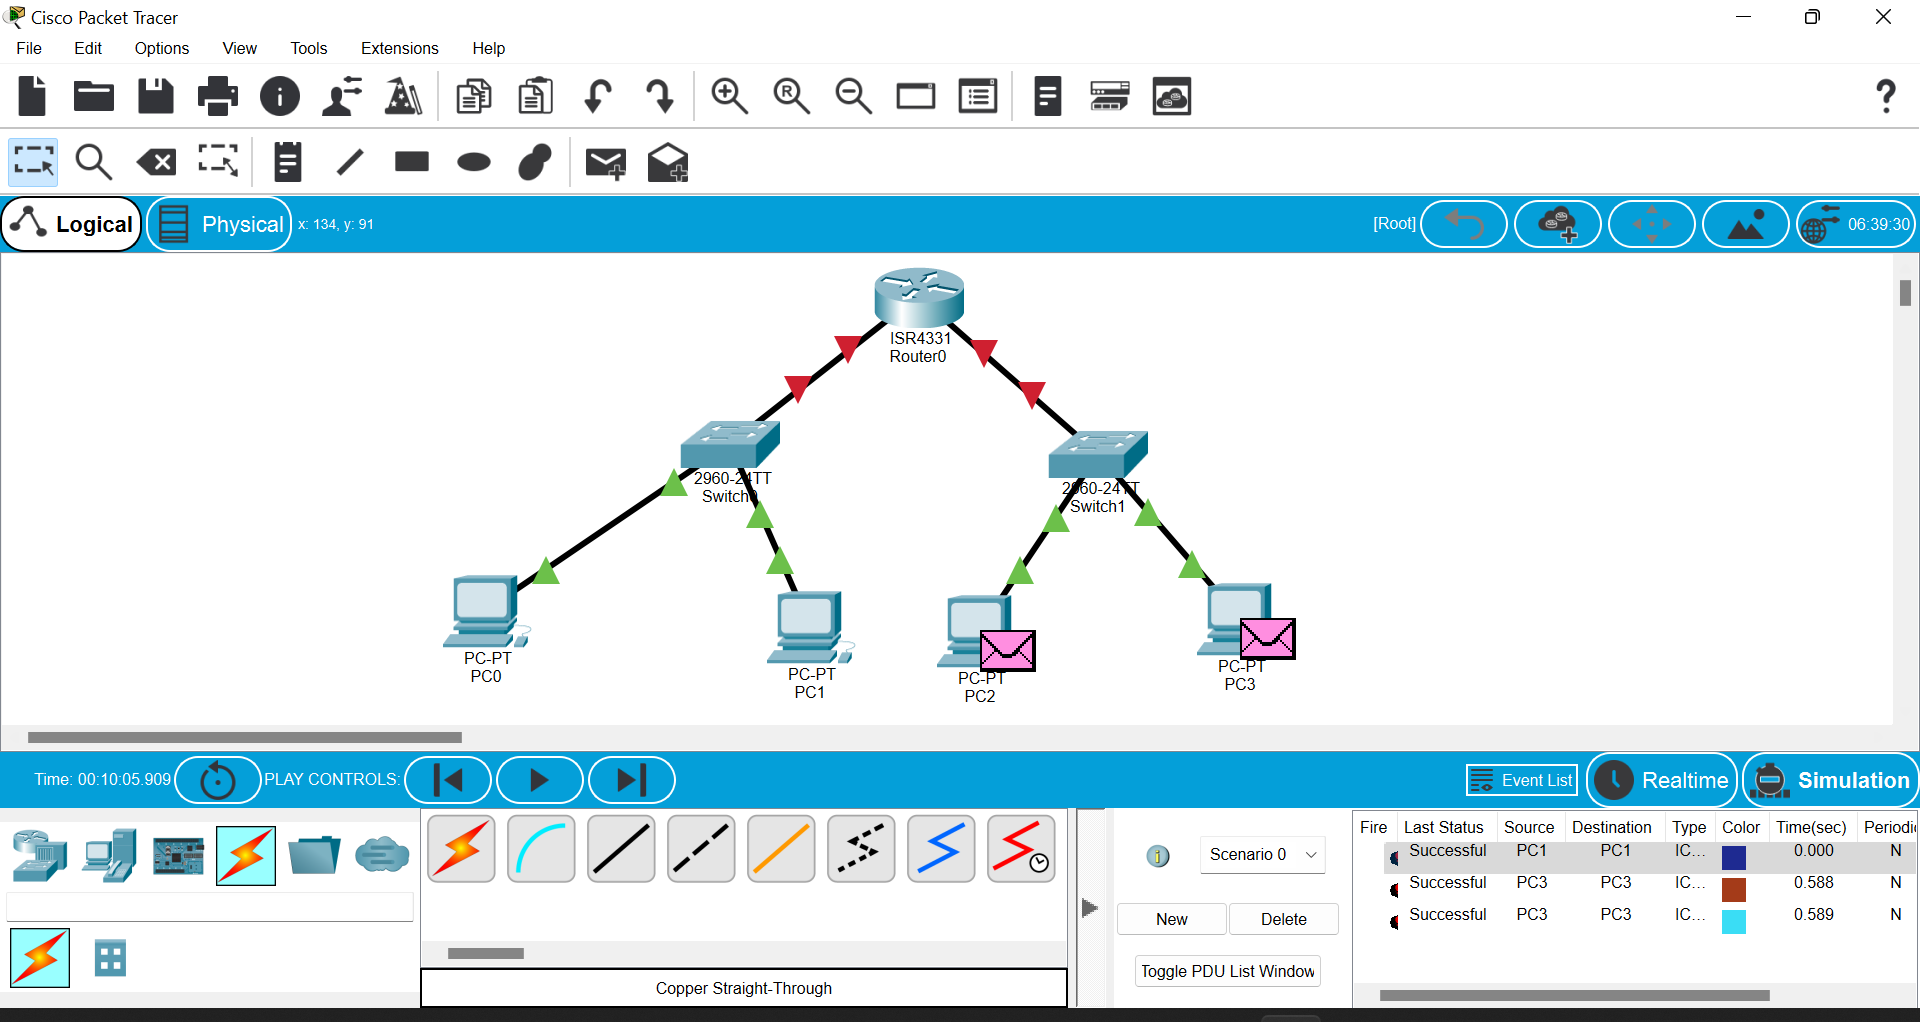 Cisco Packet Tracer
File Edit Options View Tools Extensions Help
Logical Physical x: 134, y: 91 [Root] 06:39:30
ISR4331
Router0
2960-24TT
Switch0
2960-24TT
Switch1
PC-PT
PC0
PC-PT
PC1
PC-PT
PC2
PC-PT
PC3
Time: 00:10:05.909 PLAY CONTROLS: Event List Realtime Simulation
Fire Last Status Source Destination Type Color Time(sec) Periodic
Successful PC1 PC1 IC... 0.000 N
Successful PC3 PC3 IC... 0.588 N
Successful PC3 PC3 IC... 0.589 N
Scenario 0
New Delete
Toggle PDU List Window
Copper Straight-Through